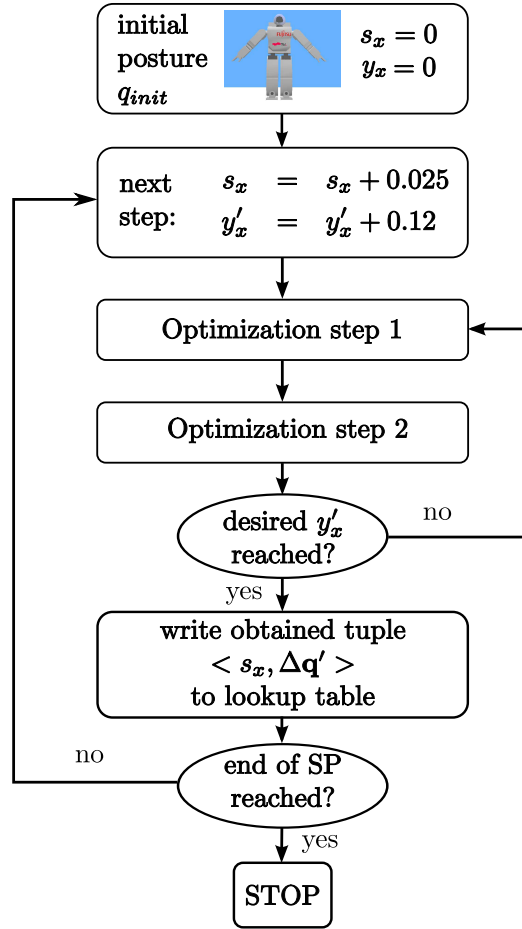 initial
posture
q_init
s_x = 0
y_x = 0
next
step:
s_x = s_x + 0.025
y'_x = y'_x + 0.12
Optimization step 1
Optimization step 2
desired y'_x
reached?
no
yes
write obtained tuple
< s_x, Δq' >
to lookup table
no
end of SP
reached?
yes
STOP